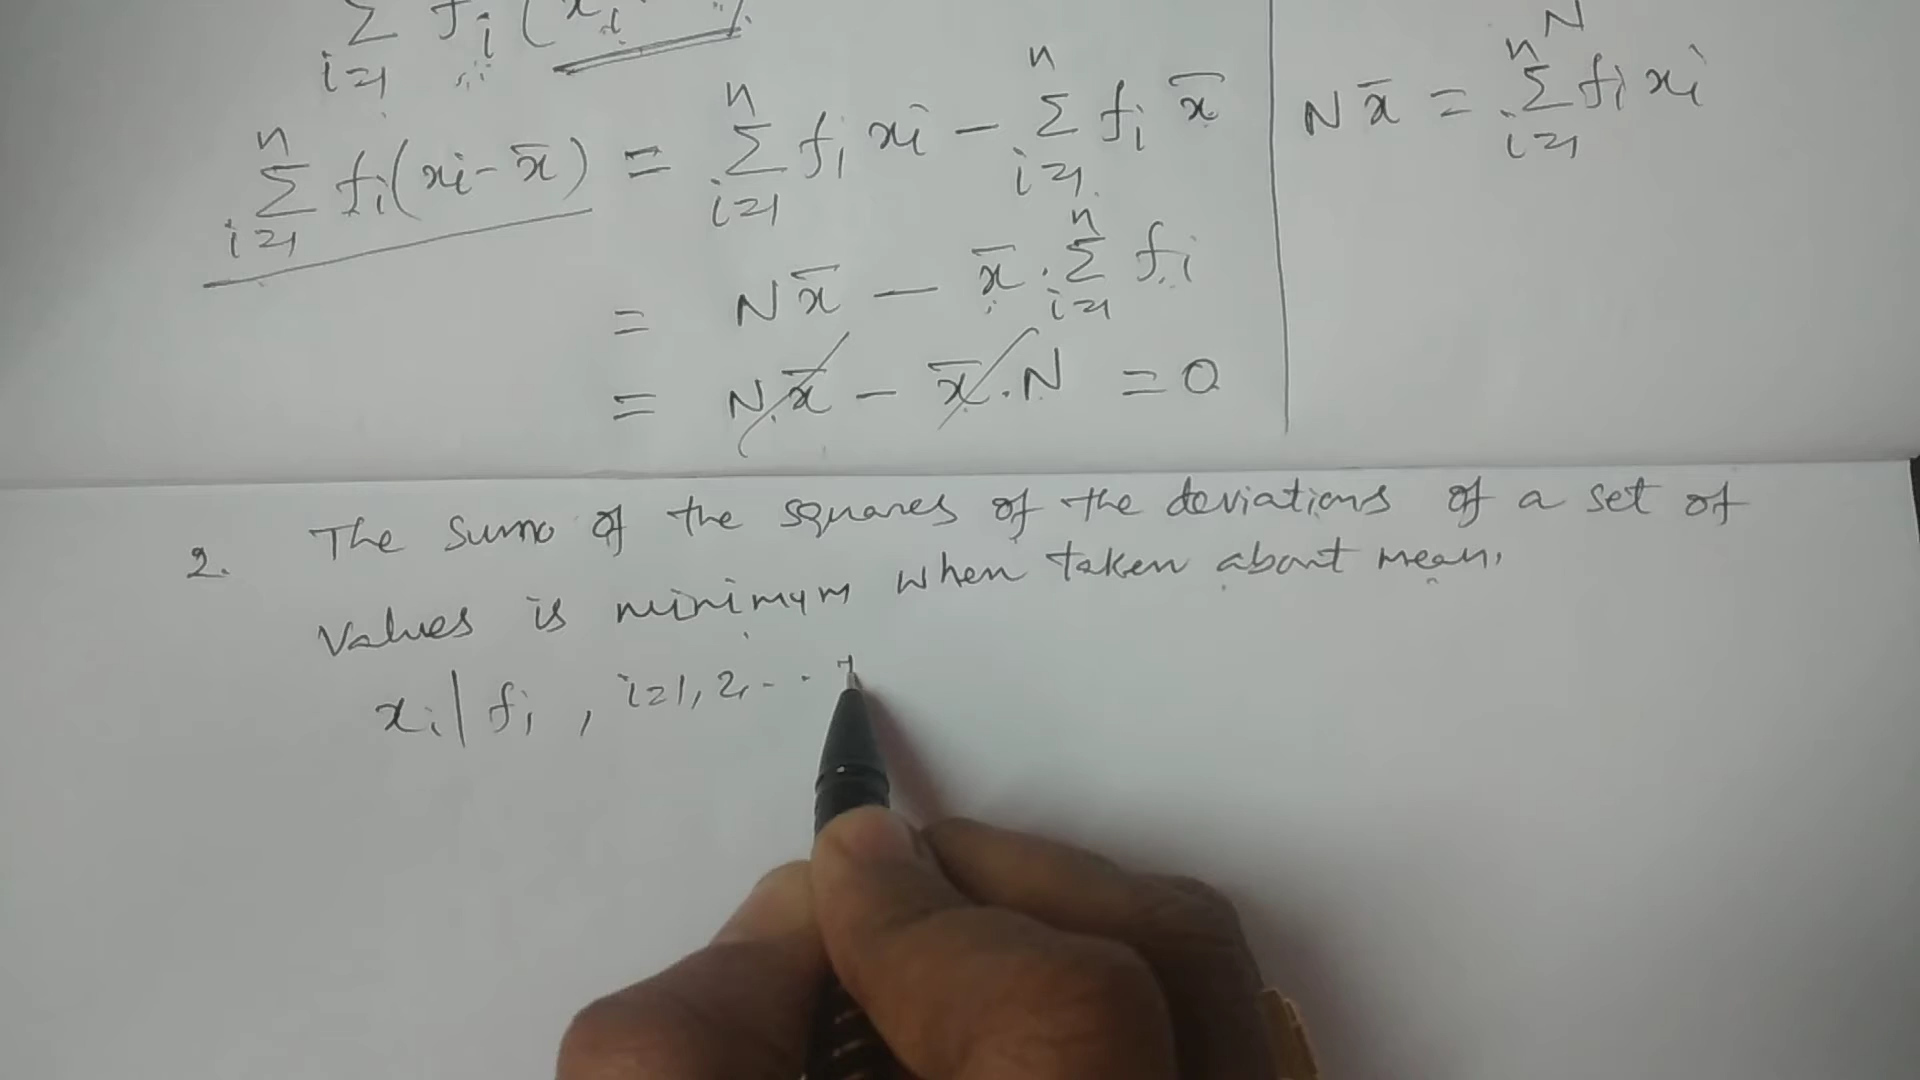 n
Σ fi (xi
i=1
n n n
Σ fi(xi - x̄) = Σ fi xi - Σ fi x̄
i=1 i=1 i=1
= Nx̄ - x̄ . Σ fi
n
i=1
= N.x̄ - x̄.N = 0
N
n
Nx̄ = Σ fi xi
i=1
2. The sum of the squares of the deviations of a set of
values is minimum when taken about mean.
xi | fi , i=1, 2, - . .